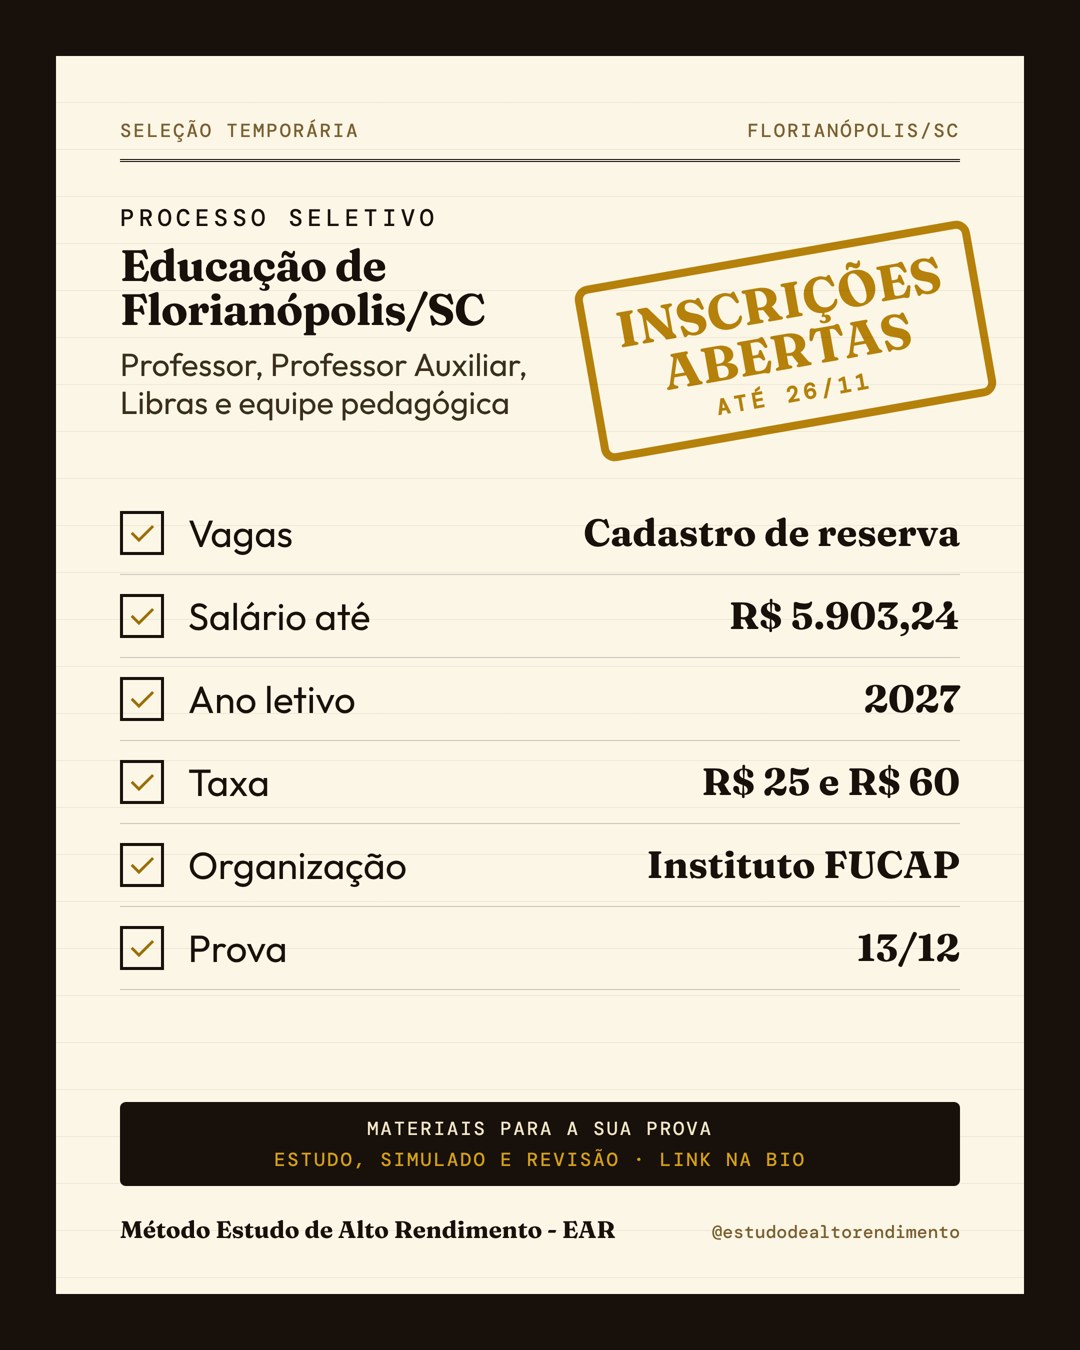 SELEÇÃO TEMPORÁRIA
FLORIANÓPOLIS/SC
PROCESSO SELETIVO
Educação de
Florianópolis/SC
Professor, Professor Auxiliar,
Libras e equipe pedagógica
INSCRIÇÕES
ABERTAS
ATÉ 26/11
Vagas Cadastro de reserva
Salário até R$ 5.903,24
Ano letivo 2027
Taxa R$ 25 e R$ 60
Organização Instituto FUCAP
Prova 13/12
MATERIAIS PARA A SUA PROVA
ESTUDO, SIMULADO E REVISÃO · LINK NA BIO
Método Estudo de Alto Rendimento - EAR
@estudodealtorendimento